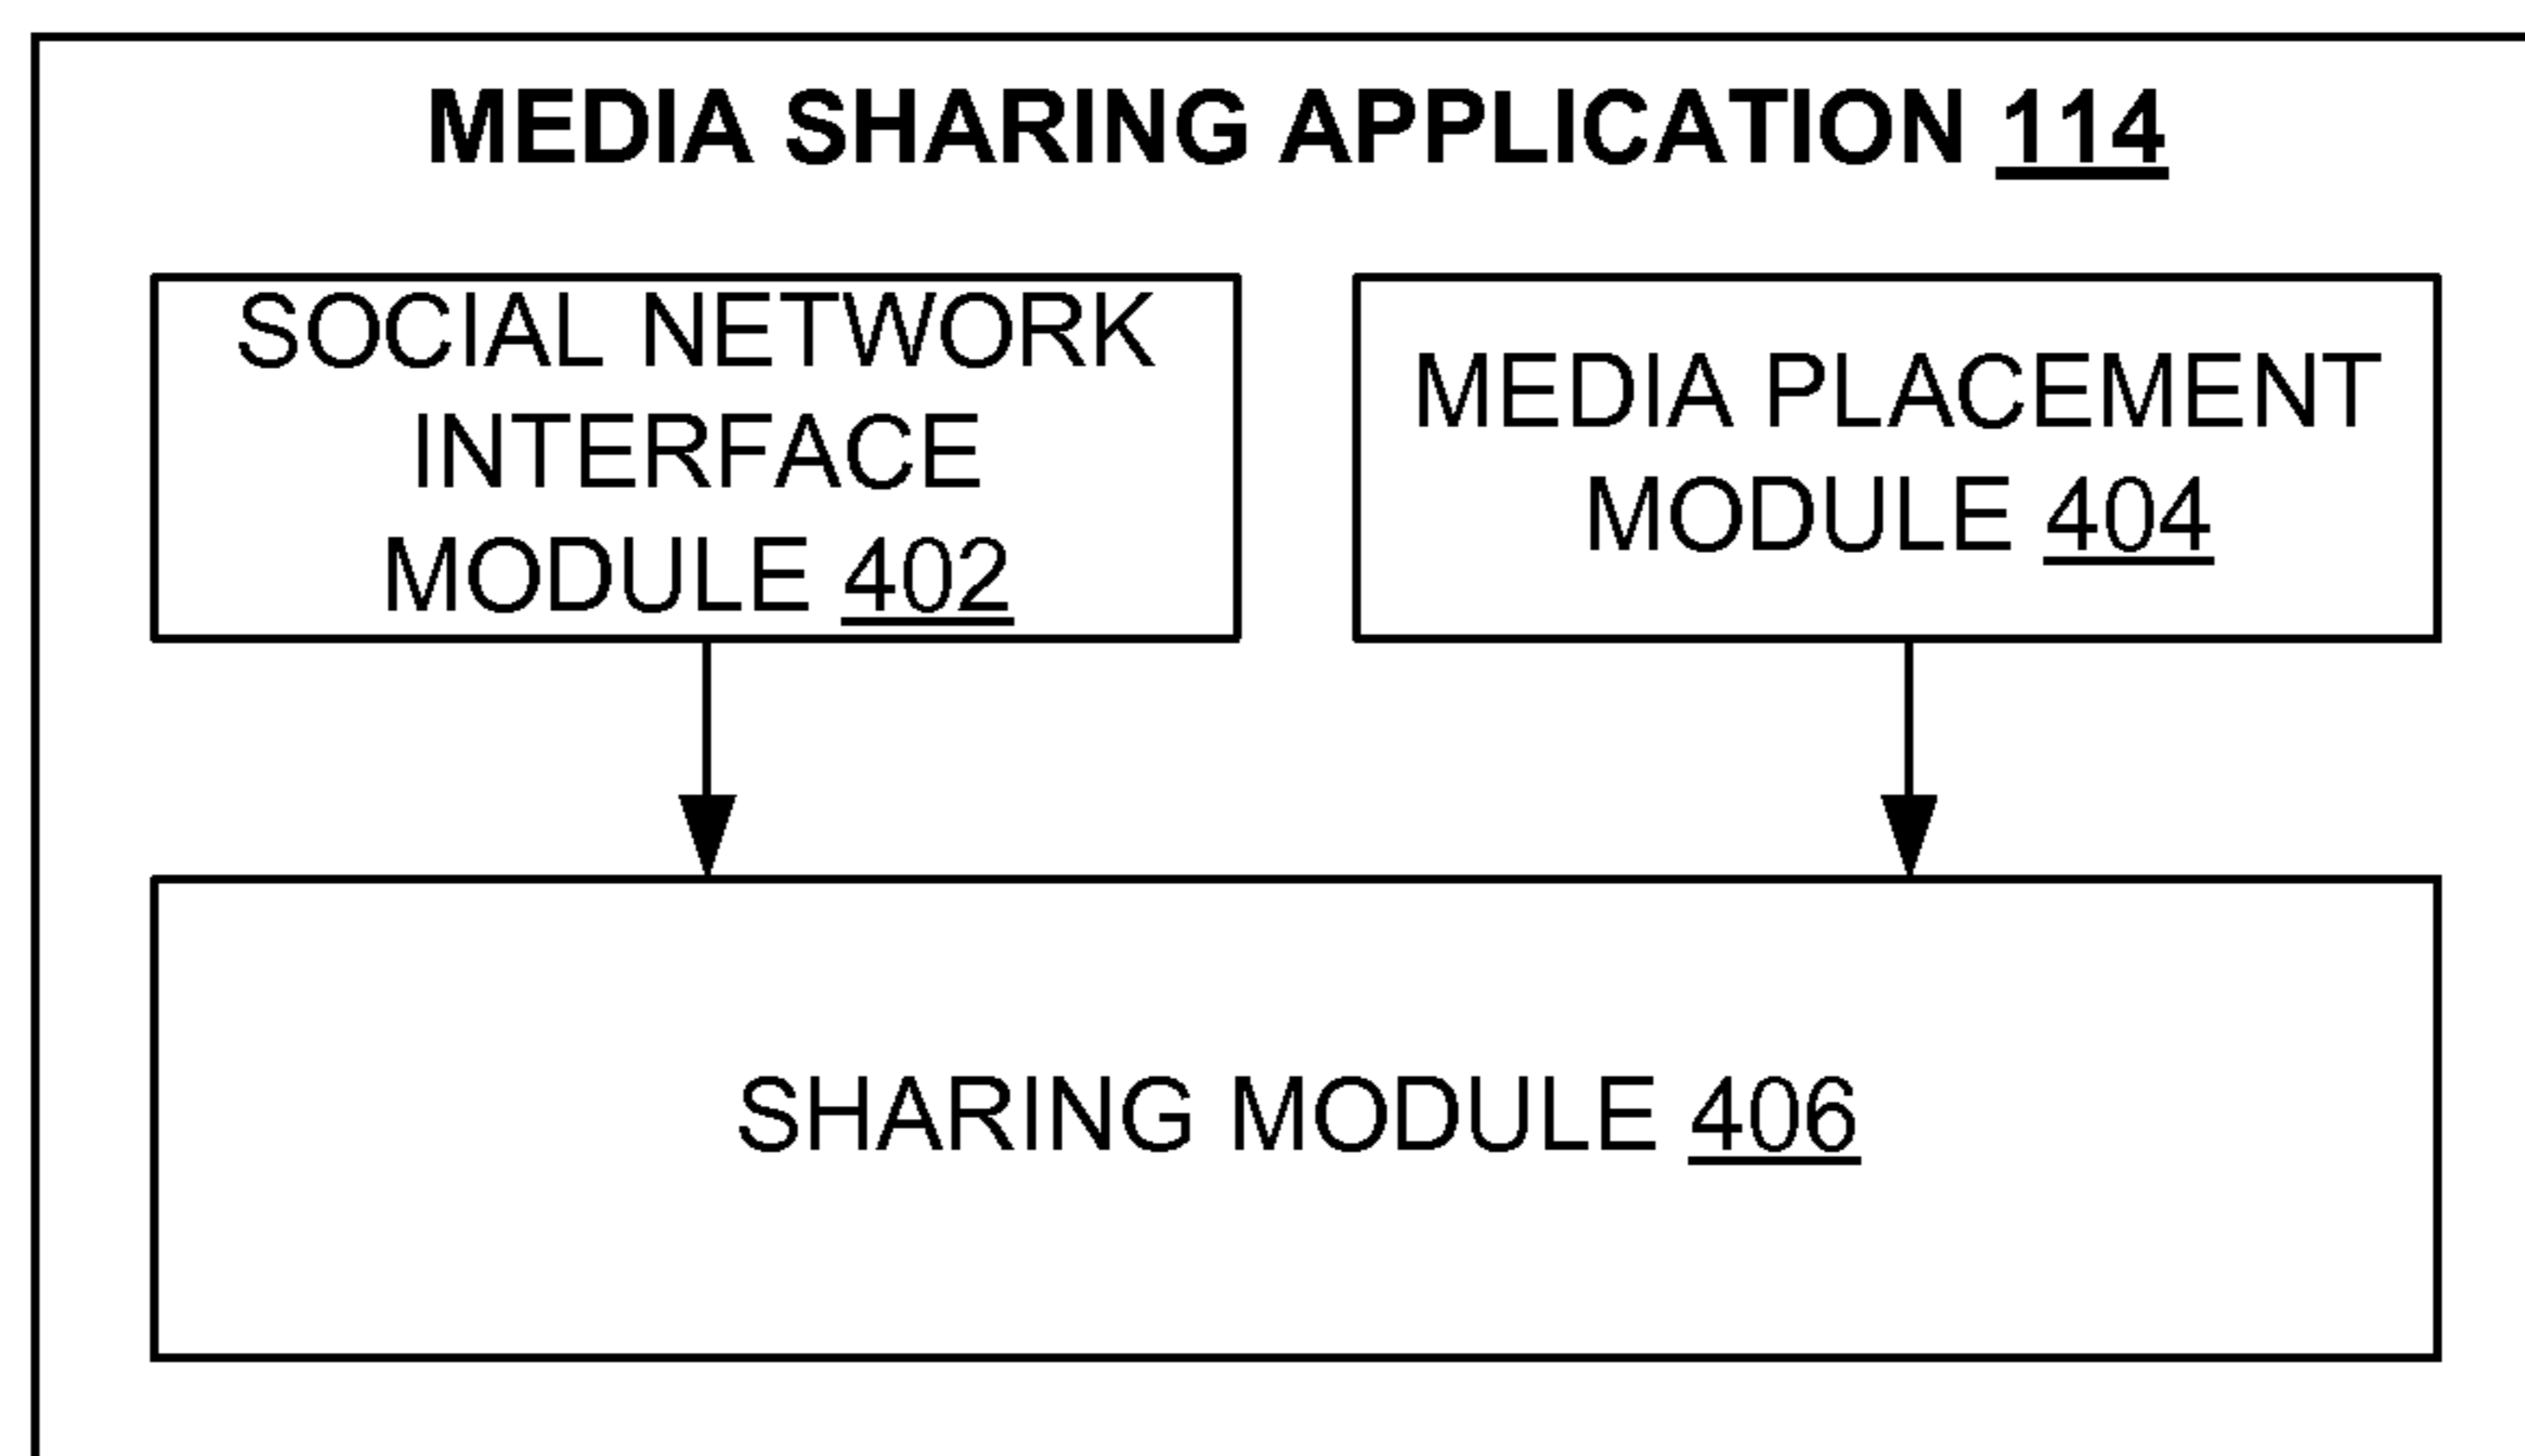 MEDIA SHARING APPLICATION 114
SOCIAL NETWORK
INTERFACE
MODULE 402
MEDIA PLACEMENT
MODULE 404
SHARING MODULE 406